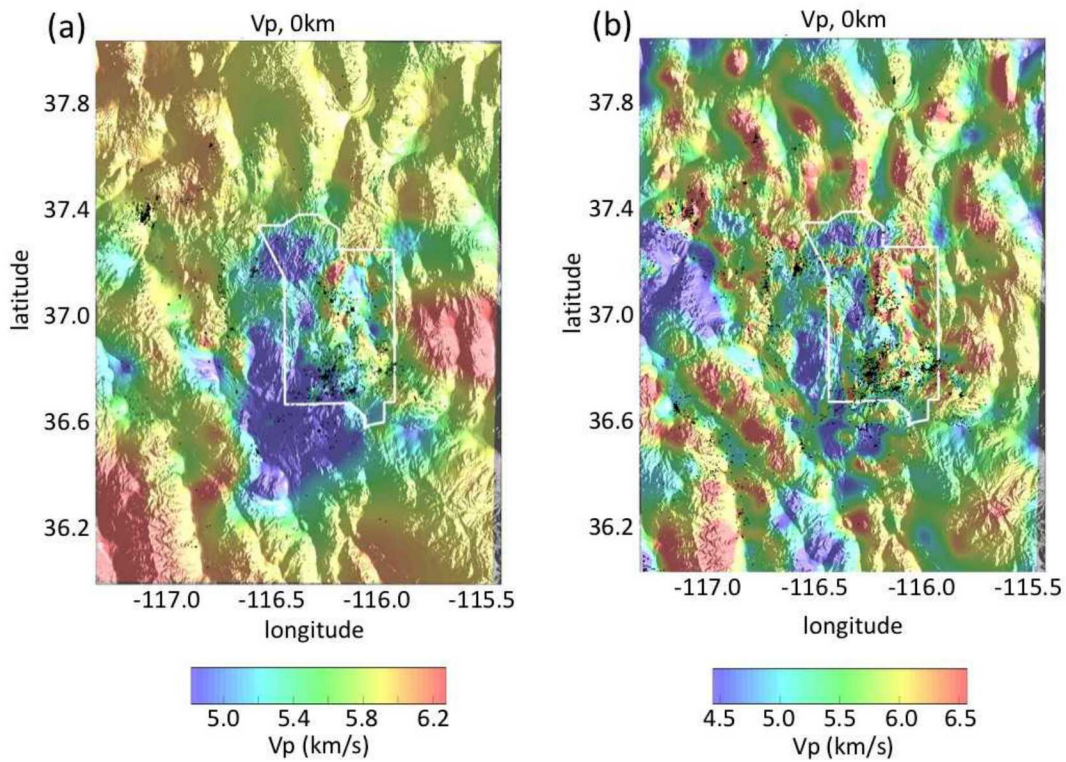 (a)
Vp, 0km
37.8
37.4
37.0
36.6
36.2
latitude
-117.0 -116.5 -116.0 -115.5
longitude
5.0 5.4 5.8 6.2
Vp (km/s)
(b)
Vp, 0km
37.8
37.4
37.0
36.6
36.2
latitude
-117.0 -116.5 -116.0 -115.5
longitude
4.5 5.0 5.5 6.0 6.5
Vp (km/s)